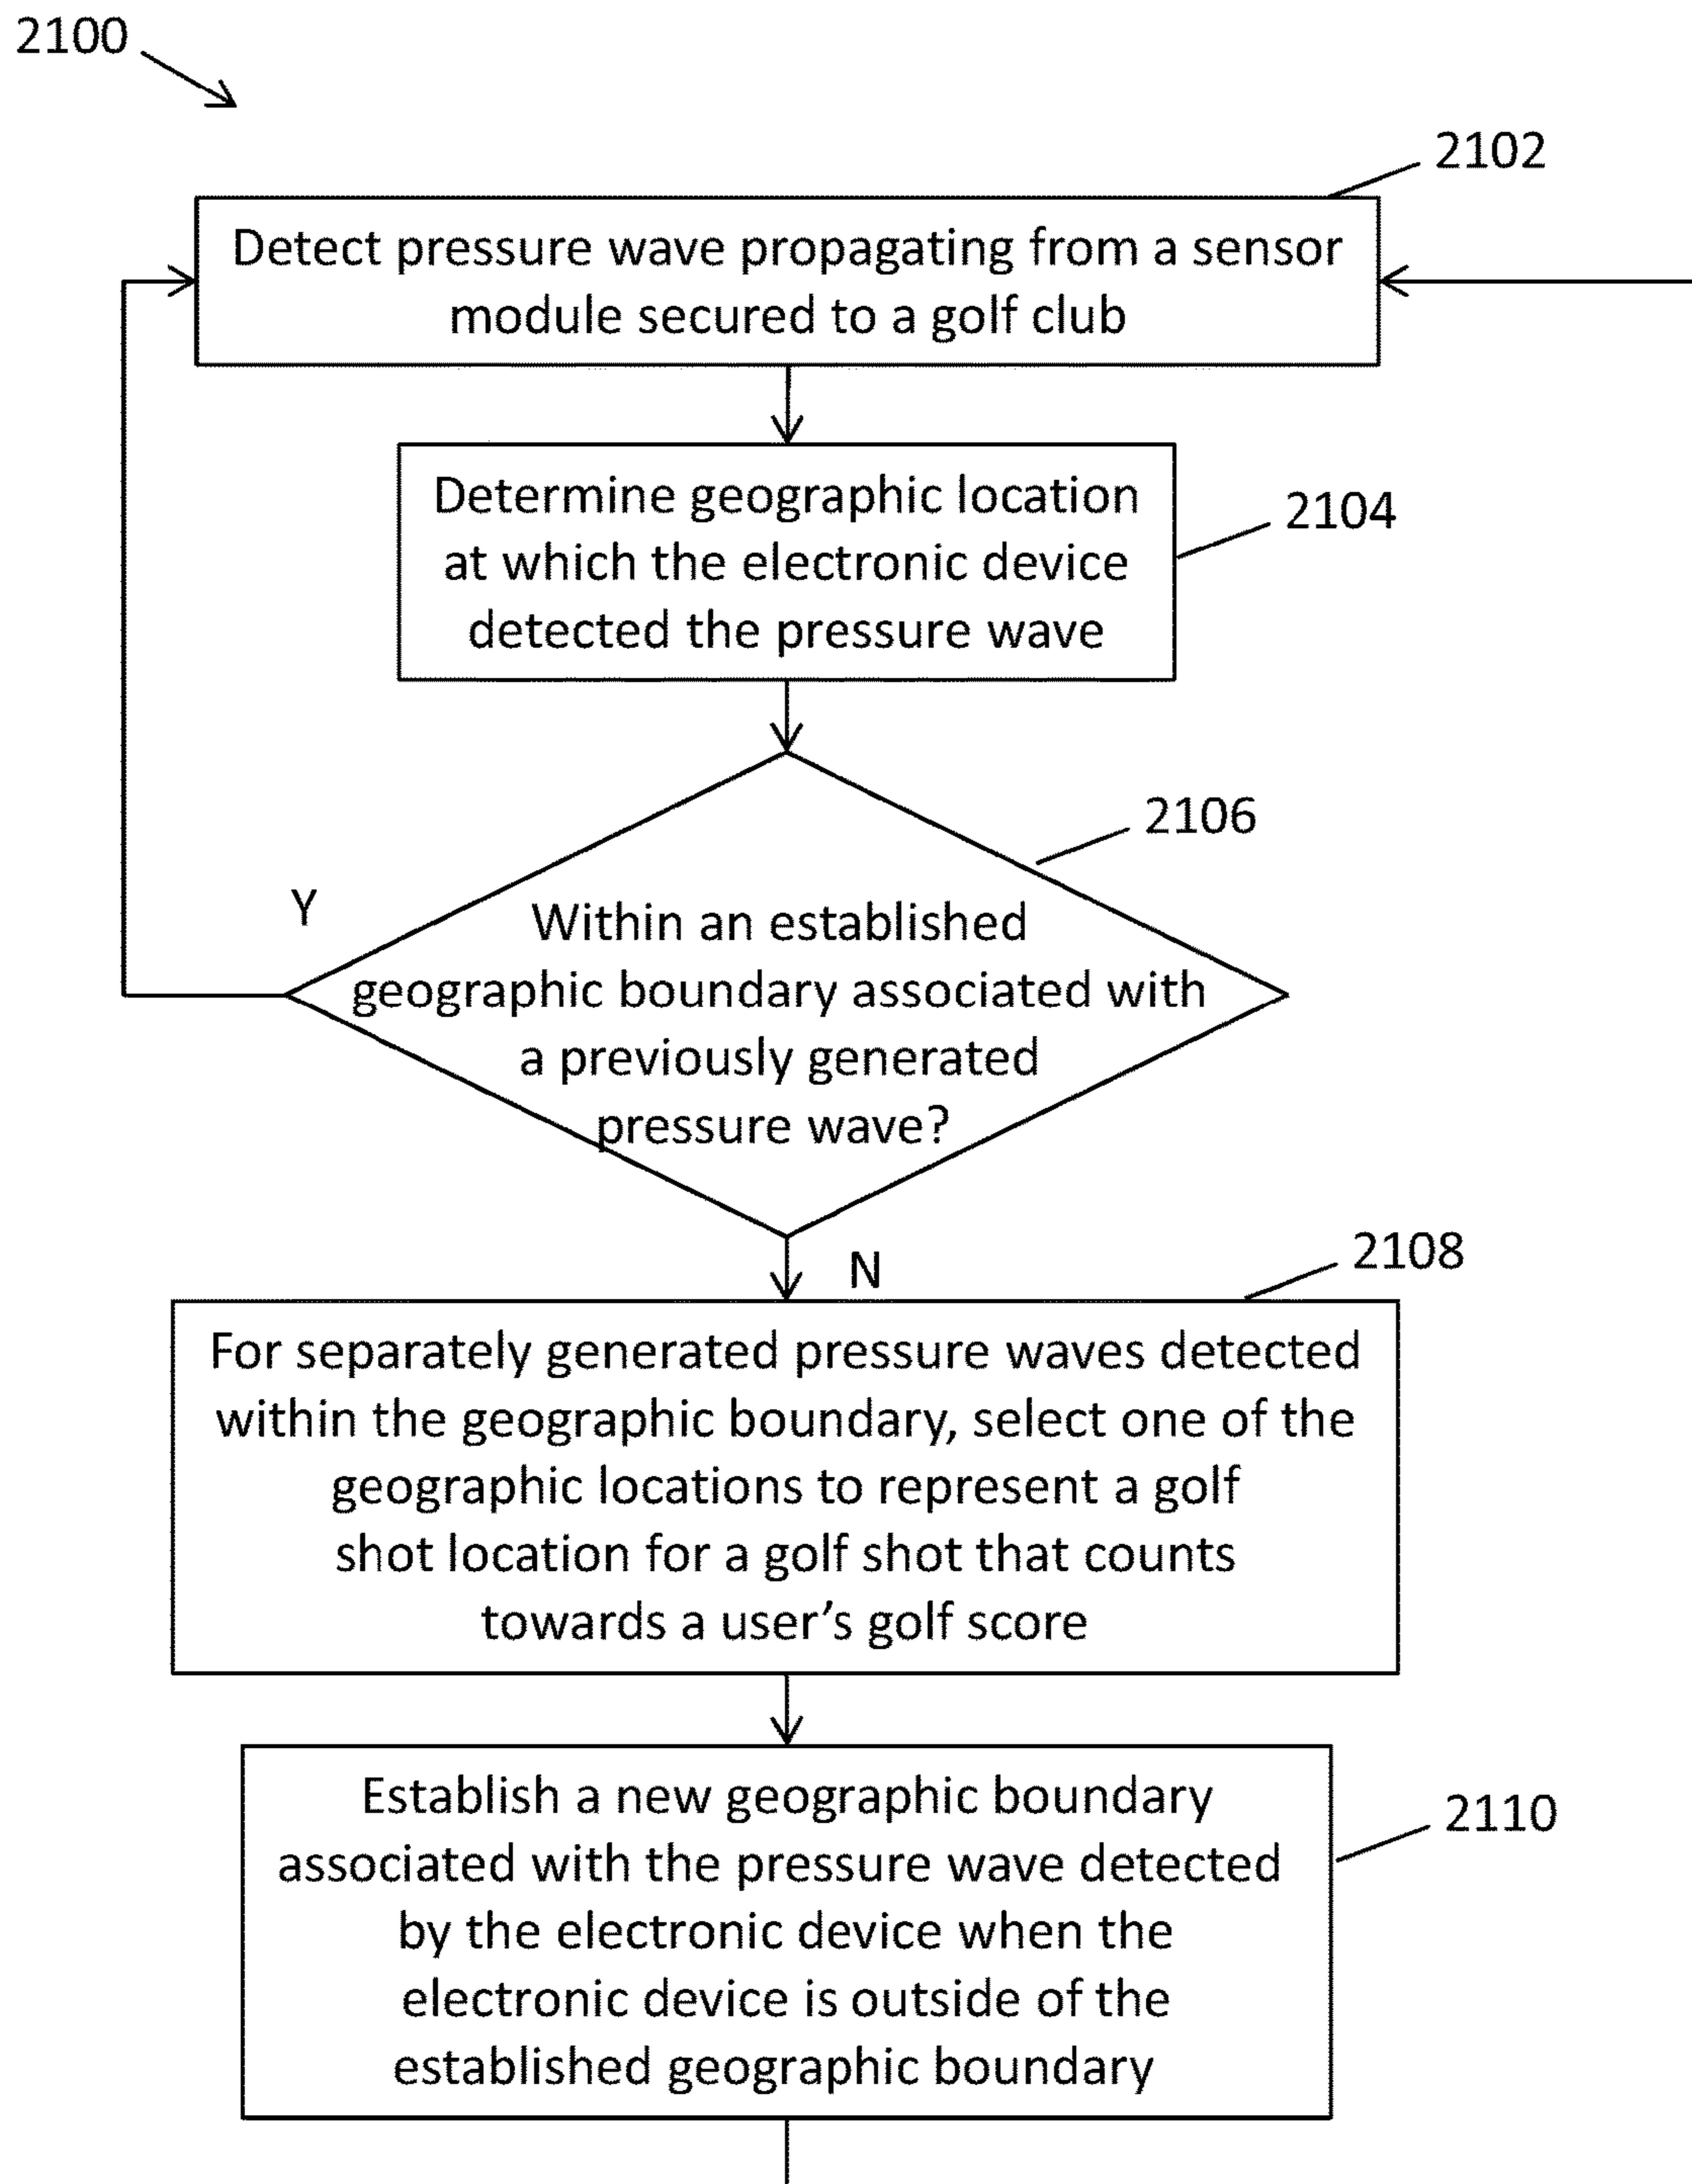 2100
2102
Detect pressure wave propagating from a sensor
module secured to a golf club
Determine geographic location
at which the electronic device
detected the pressure wave
2104
2106
Y
Within an established
geographic boundary associated with
a previously generated
pressure wave?
N
2108
For separately generated pressure waves detected
within the geographic boundary, select one of the
geographic locations to represent a golf
shot location for a golf shot that counts
towards a user’s golf score
Establish a new geographic boundary
associated with the pressure wave detected
by the electronic device when the
electronic device is outside of the
established geographic boundary
2110